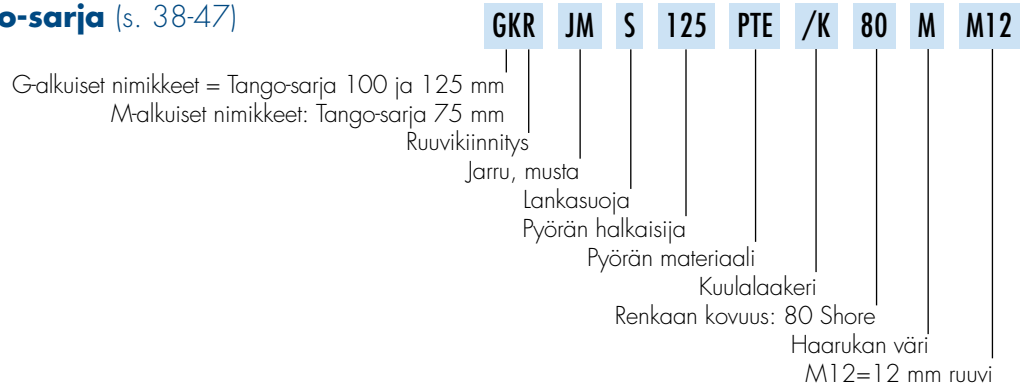 o-sarja (s. 38-47)
GKR JM S 125 PTE /K 80 M M12
G-alkuiset nimikkeet = Tango-sarja 100 ja 125 mm
M-alkuiset nimikkeet: Tango-sarja 75 mm
Ruuvikiinnitys
Jarru, musta
Lankasuoja
Pyörän halkaisija
Pyörän materiaali
Kuulalaakeri
Renkaan kovuus: 80 Shore
Haarukan väri
M12=12 mm ruuvi